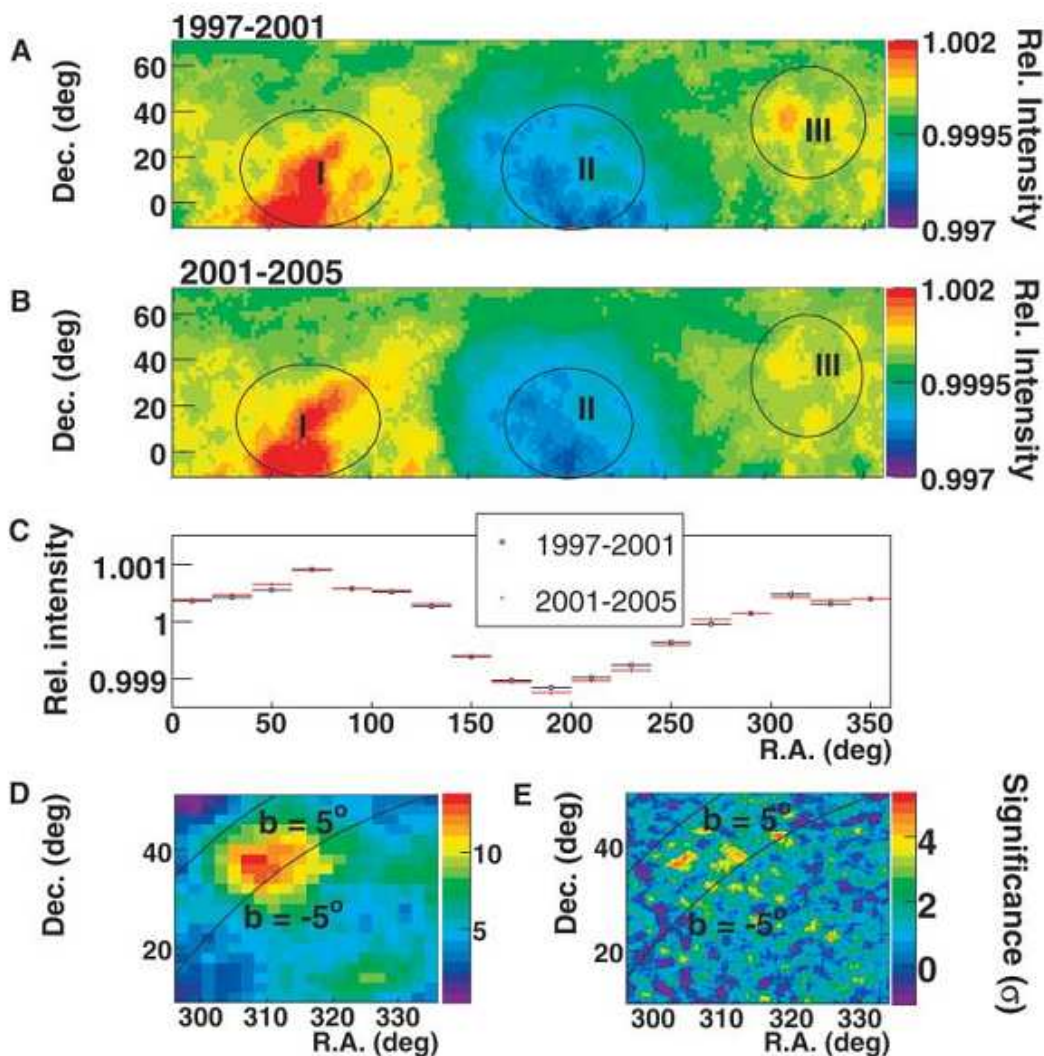 A
1997-2001
Dec. (deg)
60
40
20
0
I
II
III
1.002
0.9995
0.997
Rel. Intensity
B
2001-2005
Dec. (deg)
60
40
20
0
I
II
III
1.002
0.9995
0.997
Rel. Intensity
C
Rel. intensity
1.001
1
0.999
1997-2001
2001-2005
0 50 100 150 200 250 300 350
R.A. (deg)
D
Dec. (deg)
40
20
b = 5°
b = -5°
10
5
300 310 320 330
R.A. (deg)
E
Dec. (deg)
40
20
b = 5°
b = -5°
4
2
0
Significance (σ)
300 310 320 330
R.A. (deg)